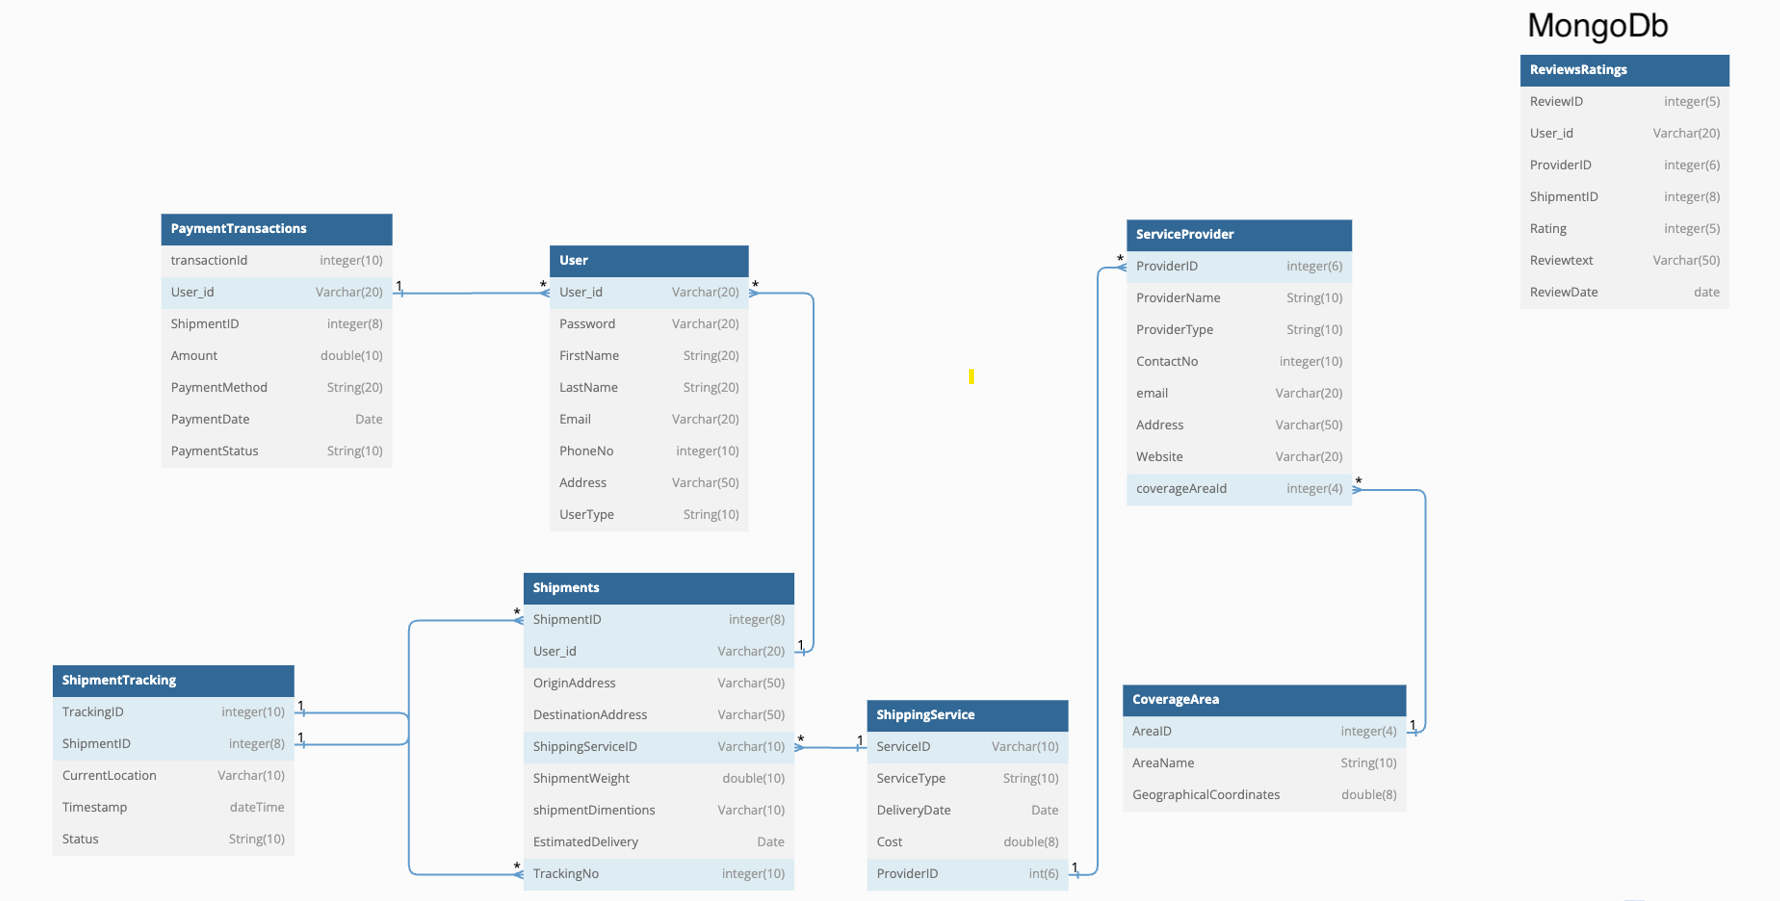 MongoDb
ReviewsRatings
ReviewID integer(5)
User_id Varchar(20)
ProviderID integer(6)
ShipmentID integer(8)
Rating integer(5)
Reviewtext Varchar(50)
ReviewDate date
PaymentTransactions
transactionId integer(10)
User_id Varchar(20)
ShipmentID integer(8)
Amount double(10)
PaymentMethod String(20)
PaymentDate Date
PaymentStatus String(10)
1 *
User
User_id Varchar(20)
Password Varchar(20)
FirstName String(20)
LastName String(20)
Email Varchar(20)
PhoneNo integer(10)
Address Varchar(50)
UserType String(10)
*
1
ServiceProvider
* ProviderID integer(6)
ProviderName String(10)
ProviderType String(10)
ContactNo integer(10)
email Varchar(20)
Address Varchar(50)
Website Varchar(20)
coverageAreaId integer(4) *
ShipmentTracking
TrackingID integer(10) 1
ShipmentID integer(8) 1
CurrentLocation Varchar(10)
Timestamp dateTime
Status String(10)
Shipments
* ShipmentID integer(8)
User_id Varchar(20)
OriginAddress Varchar(50)
DestinationAddress Varchar(50)
ShippingServiceID Varchar(10) *
ShipmentWeight double(10)
shipmentDimentions Varchar(10)
EstimatedDelivery Date
* TrackingNo integer(10)
ShippingService
1 ServiceID Varchar(10)
ServiceType String(10)
DeliveryDate Date
Cost double(8)
ProviderID int(6) 1
CoverageArea
AreaID integer(4) 1
AreaName String(10)
GeographicalCoordinates double(8)